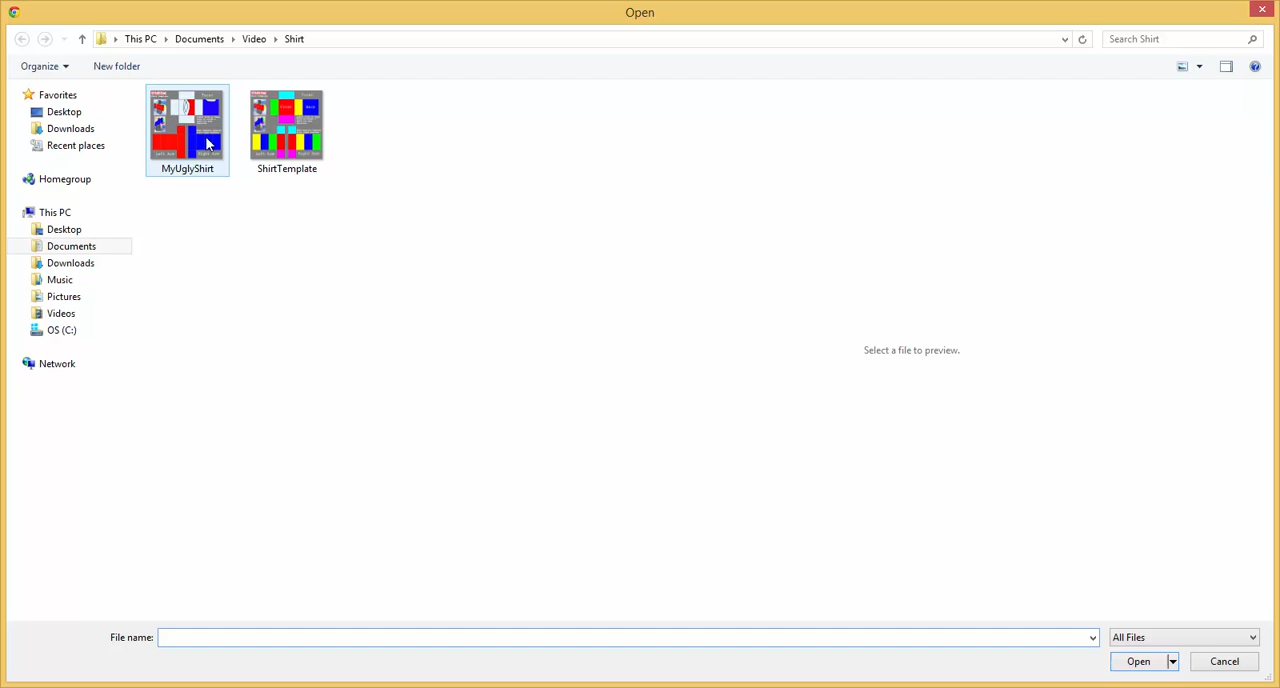 Open
This PC
Documents
Video
Shirt
Search Shirt
Organize
New folder
Favorites
Desktop
Downloads
Recent places
Homegroup
This PC
Desktop
Documents
Downloads
Music
Pictures
Videos
OS (C:)
Network
MyUglyShirt
ShirtTemplate
Select a file to preview.
File name:
All Files
Open
Cancel